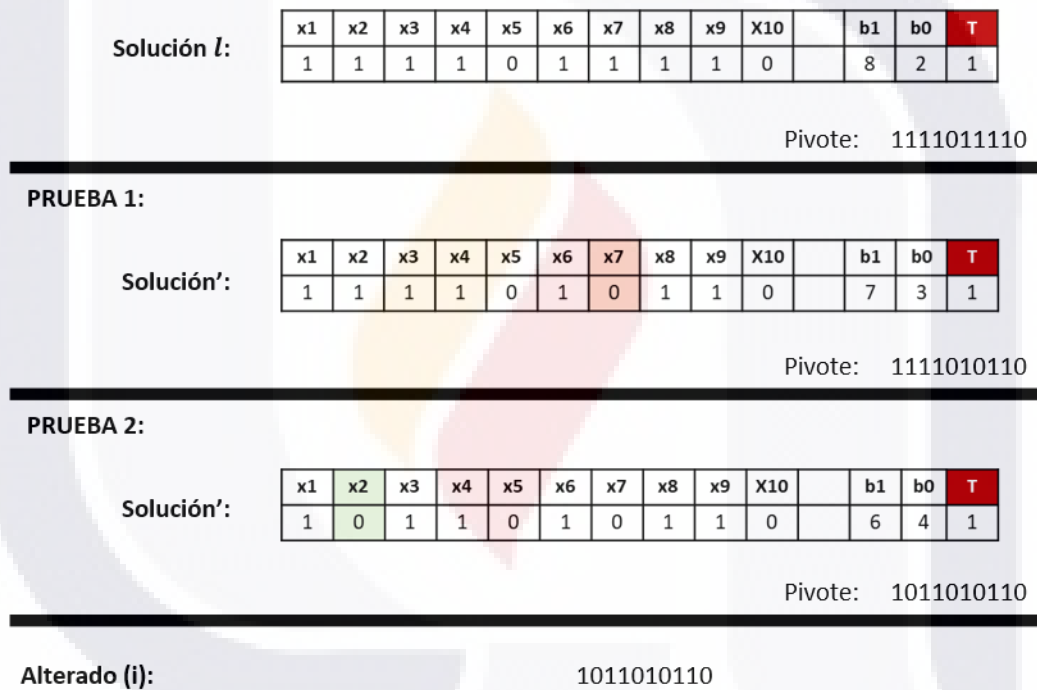 x1 x2 x3 x4 x5 x6 x7 x8 x9 X10 b1 b0 T
Solución l:
1 1 1 1 0 1 1 1 1 0 8 2 1
Pivote: 1111011110
PRUEBA 1:
x1 x2 x3 x4 x5 x6 x7 x8 x9 X10 b1 b0 T
Solución':
1 1 1 1 0 1 0 1 1 0 7 3 1
Pivote: 1111010110
PRUEBA 2:
x1 x2 x3 x4 x5 x6 x7 x8 x9 X10 b1 b0 T
Solución':
1 0 1 1 0 1 0 1 1 0 6 4 1
Pivote: 1011010110
Alterado (i): 1011010110